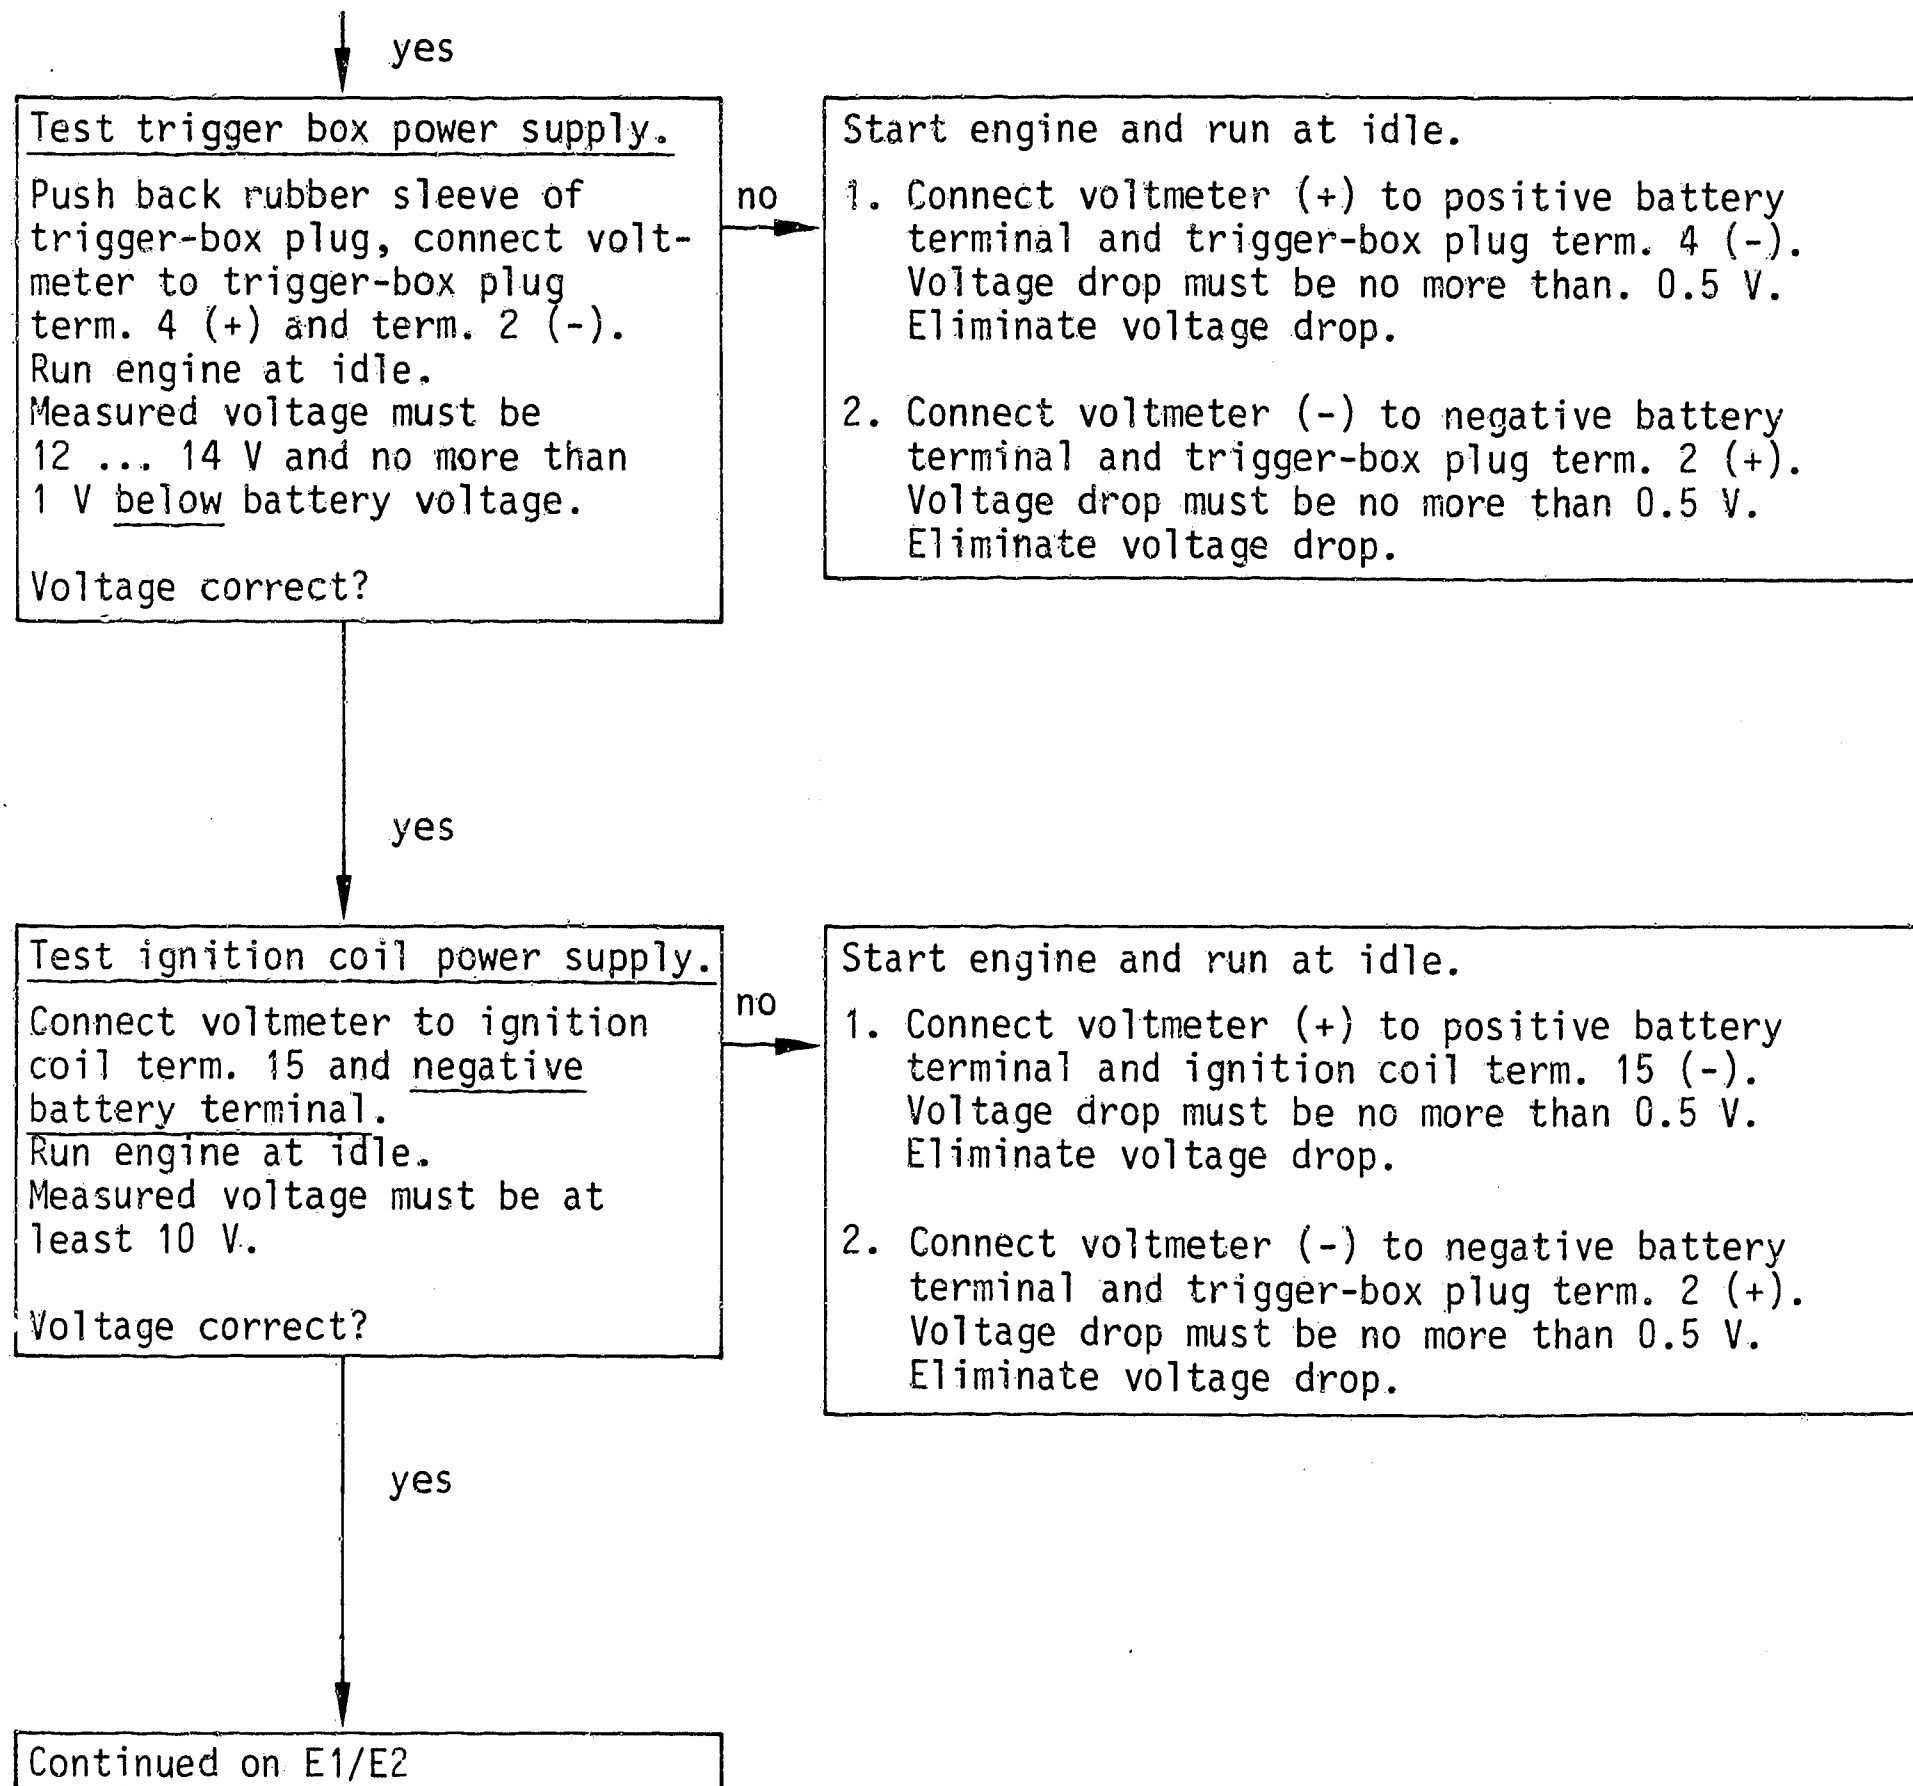 yes
Test trigger box power supply.
Push back rubber sleeve of
trigger-box plug, connect volt-
meter to trigger-box plug
term. 4 (+) and term. 2 (-).
Run engine at idle.
Measured voltage must be
12 ... 14 V and no more than
1 V below battery voltage.
Voltage correct?
no
Start engine and run at idle.
1. Connect voltmeter (+) to positive battery
terminal and trigger-box plug term. 4 (-).
Voltage drop must be no more than. 0.5 V.
Eliminate voltage drop.
2. Connect voltmeter (-) to negative battery
terminal and trigger-box plug term. 2 (+).
Voltage drop must be no more than 0.5 V.
Eliminate voltage drop.
yes
Test ignition coil power supply.
Connect voltmeter to ignition
coil term. 15 and negative
battery terminal.
Run engine at idle.
Measured voltage must be at
least 10 V.
Voltage correct?
no
Start engine and run at idle.
1. Connect voltmeter (+) to positive battery
terminal and ignition coil term. 15 (-).
Voltage drop must be no more than 0.5 V.
Eliminate voltage drop.
2. Connect voltmeter (-) to negative battery
terminal and trigger-box plug term. 2 (+).
Voltage drop must be no more than 0.5 V.
Eliminate voltage drop.
yes
Continued on E1/E2